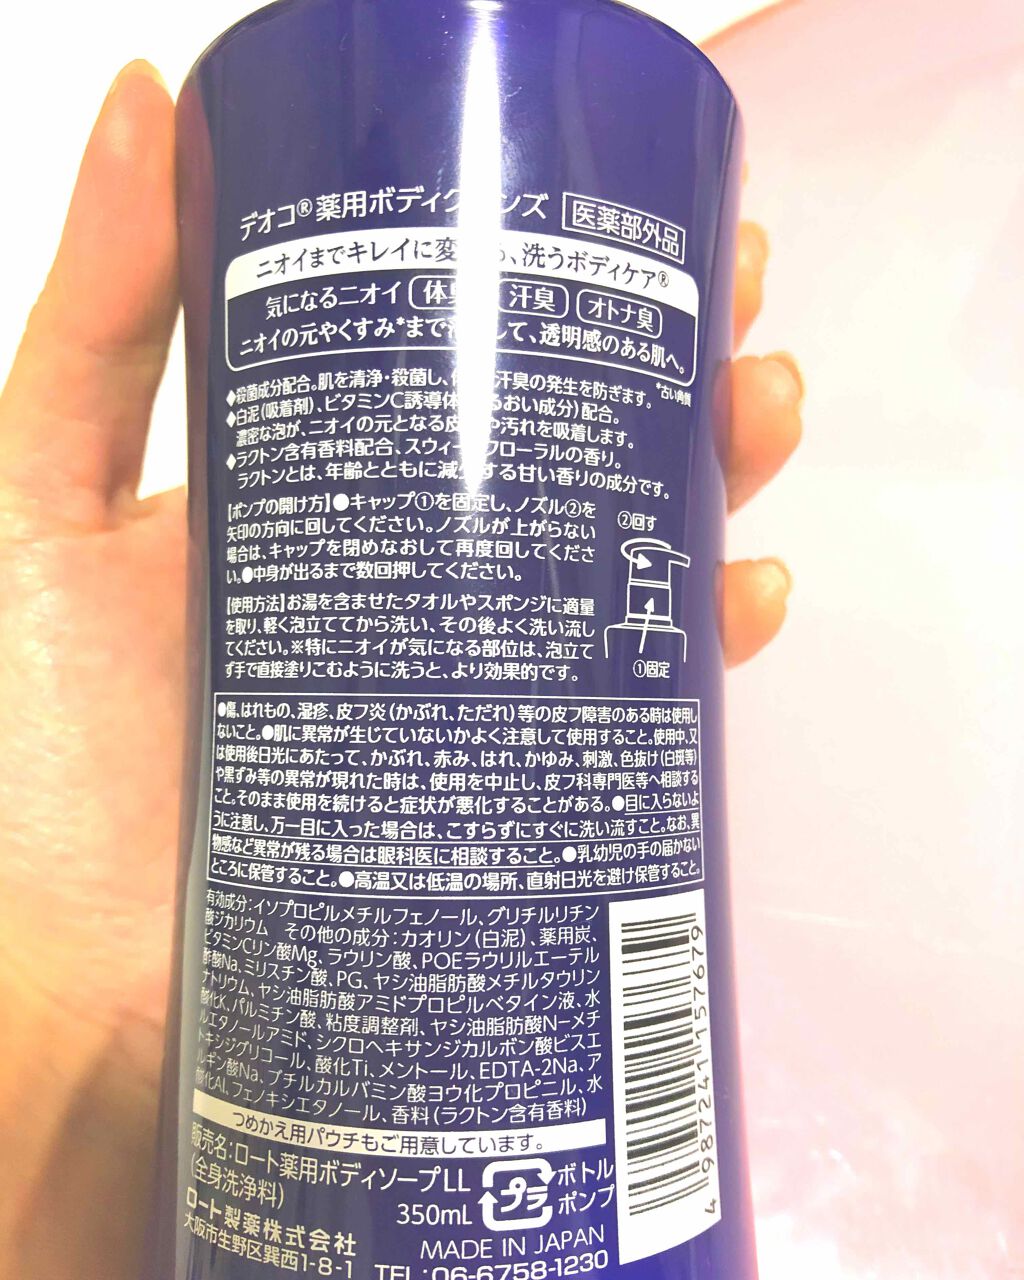 デオコ®薬用ボディク ンズ 医薬部外品
ニオイまでキレイに変 る、洗うボディケア®
気になるニオイ 体臭 汗臭 オトナ臭
ニオイの元やくすみ*まで して、透明感のある肌へ。
*古い角質
◆殺菌成分配合。肌を清浄・殺菌し、 汗臭の発生を防ぎます。
◆白泥(吸着剤)、ビタミンC誘導体 るおい成分)配合。
濃密な泡が、ニオイの元となる皮 や汚れを吸着します。
◆ラクトン含有香料配合、スウィー フローラルの香り。
ラクトンとは、年齢とともに減少する甘い香りの成分です。
【ポンプの開け方】●キャップ①を固定し、ノズル②を
矢印の方向に回してください。ノズルが上がらない
場合は、キャップを閉めなおして再度回してくださ
い。●中身が出るまで数回押してください。
②回す
①固定
【使用方法】お湯を含ませたタオルやスポンジに適量
を取り、軽く泡立ててから洗い、その後よく洗い流し
てください。※特にニオイが気になる部位は、泡立て
ず手で直接塗りこむように洗うと、より効果的です。
●傷、はれもの、湿疹、皮フ炎(かぶれ、ただれ)等の皮フ障害のある時は使用し
ないこと。●肌に異常が生じていないかよく注意して使用すること。使用中、又
は使用後日光にあたって、かぶれ、赤み、はれ、かゆみ、刺激、色抜け(白斑等)
や黒ずみ等の異常が現れた時は、使用を中止し、皮フ科専門医等へ相談する
こと。そのまま使用を続けると症状が悪化することがある。●目に入らないよ
うに注意し、万一目に入った場合は、こすらずにすぐに洗い流すこと。なお、異
物感など異常が残る場合は眼科医に相談すること。●乳幼児の手の届かない
ところに保管すること。●高温又は低温の場所、直射日光を避け保管すること。
有効成分:イソプロピルメチルフェノール、グリチルリチン
酸ジカリウム その他の成分:カオリン(白泥)、薬用炭、
ビタミンCリン酸Mg、ラウリン酸、POEラウリルエーテル
酢酸Na、ミリスチン酸、PG、ヤシ油脂肪酸メチルタウリン
ナトリウム、ヤシ油脂肪酸アミドプロピルベタイン液、水
酸化K、パルミチン酸、粘度調整剤、ヤシ油脂肪酸N-メチ
ルエタノールアミド、シクロヘキサンジカルボン酸ビスエ
トキシジグリコール、酸化Ti、メントール、EDTA-2Na、ア
ルギン酸Na、ブチルカルバミン酸ヨウ化プロピニル、水
酸化Al、フェノキシエタノール、香料(ラクトン含有香料)
つめかえ用パウチもご用意しています。
販売名:ロート薬用ボディソープLL
(全身洗浄料)
350mL
プラ
ボトル
ポンプ
ロート製薬株式会社
大阪市生野区巽西1-8-1
MADE IN JAPAN
TEL:06-6758-1230
4 987241 157679